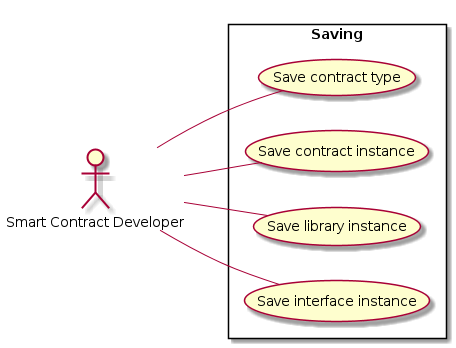 Saving
Save contract type
Save contract instance
Smart Contract Developer
Save library instance
Save interface instance